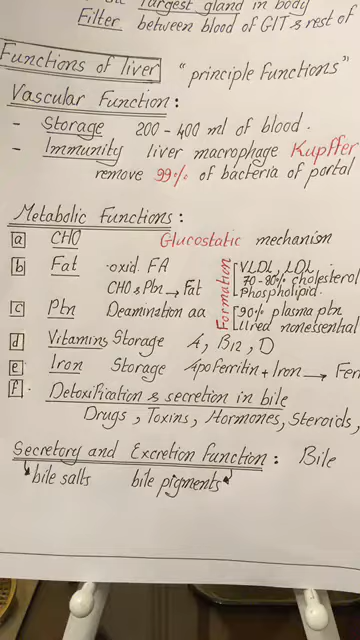 largest gland in body
Filter between blood of GIT & rest of
Functions of liver "principle functions"
Vascular Function:
- Storage 200-400 ml of blood.
- Immunity liver macrophage Kupffer
remove 99% of bacteria of portal
Metabolic Functions:
a CHO Glucostatic mechanism
b Fat oxid. FA
CHO & Ptn → Fat
Formation
VLDL, LDL
70-80% cholesterol
Phospholipid.
c Ptn Deamination aa
90% plasma ptn
nonessential
d Vitamins Storage A, B12, D
e Iron Storage Apoferritin + Iron → Fer
f. Detoxification & secretion in bile
Drugs, Toxins, Hormones, Steroids,
Secretory and Excretion Function: Bile
bile salts bile pigments